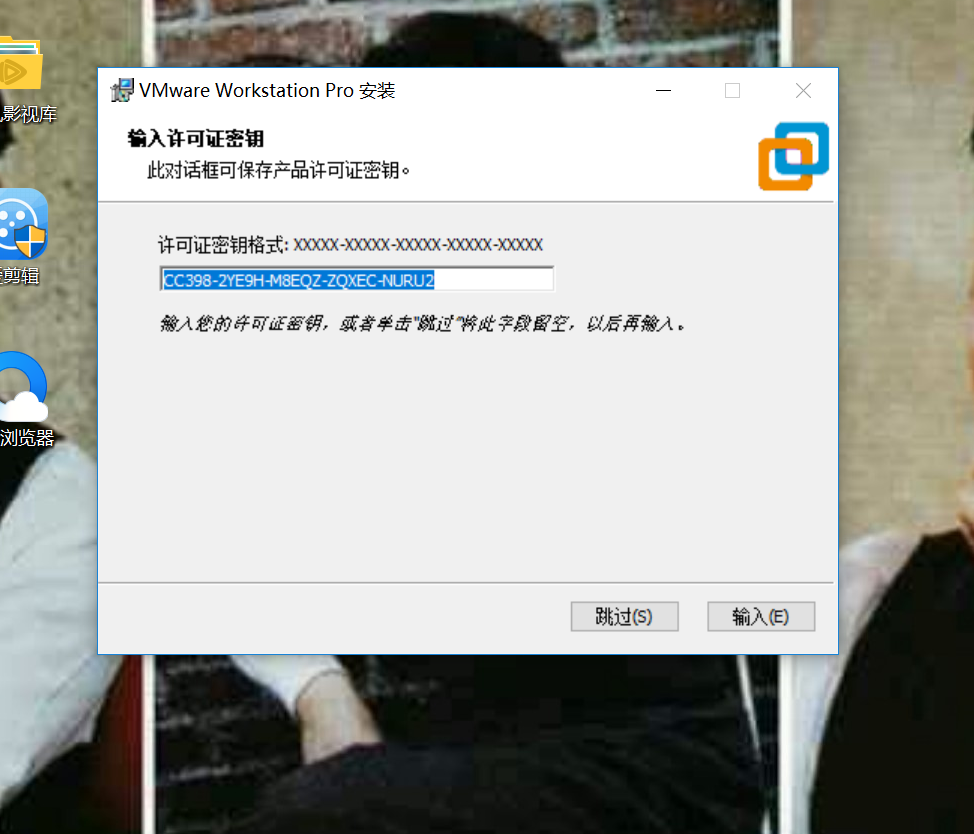 VMware Workstation Pro 安装
输入许可证密钥
此对话框可保存产品许可证密钥。
许可证密钥格式: XXXXX-XXXXX-XXXXX-XXXXX-XXXXX
CC398-2YE9H-M8EQZ-ZQXEC-NURU2
输入您的许可证密钥，或者单击"跳过"将此字段留空，以后再输入。
跳过(S)
输入(E)
影视库
剪辑
浏览器